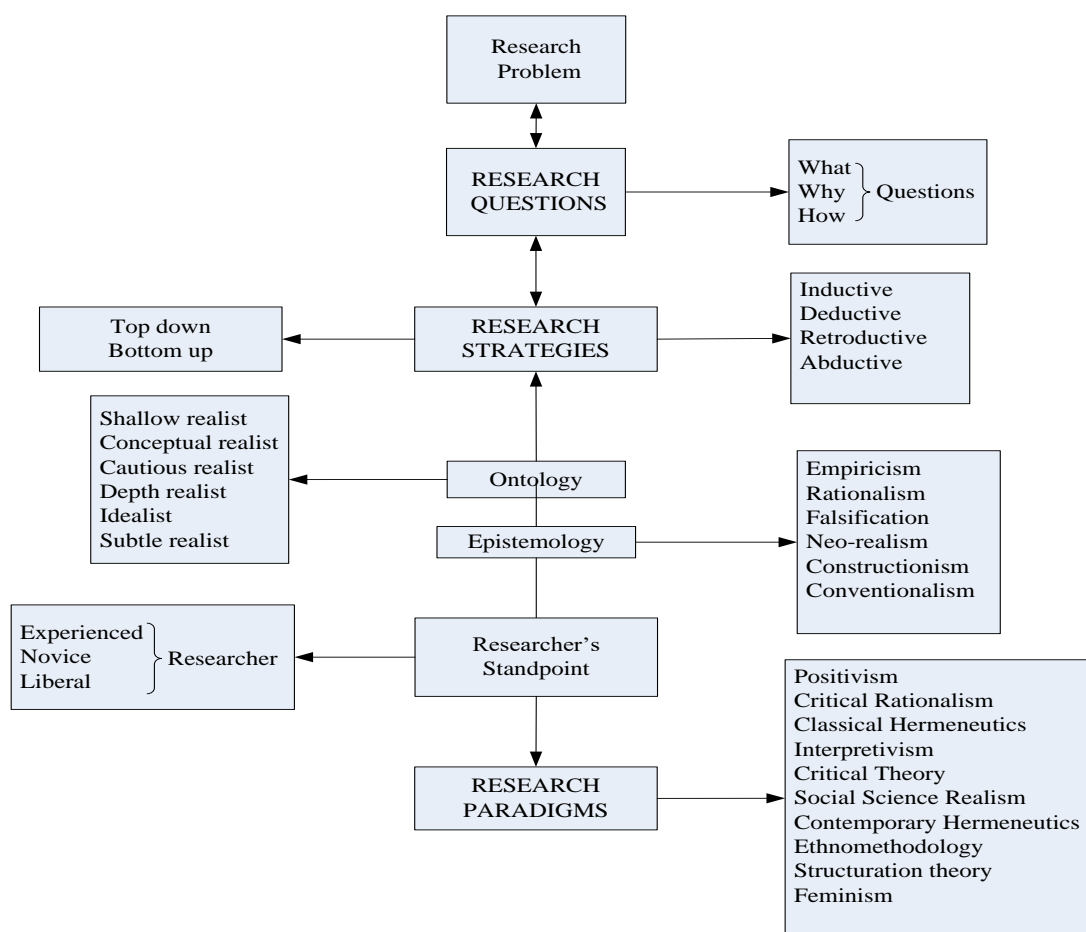 Research
Problem
RESEARCH
QUESTIONS
What
Why
How
Questions
Top down
Bottom up
RESEARCH
STRATEGIES
Inductive
Deductive
Retroductive
Abductive
Shallow realist
Conceptual realist
Cautious realist
Depth realist
Idealist
Subtle realist
Ontology
Epistemology
Empiricism
Rationalism
Falsification
Neo-realism
Constructionism
Conventionalism
Experienced
Novice
Liberal
Researcher
Researcher’s
Standpoint
RESEARCH
PARADIGMS
Positivism
Critical Rationalism
Classical Hermeneutics
Interpretivism
Critical Theory
Social Science Realism
Contemporary Hermeneutics
Ethnomethodology
Structuration theory
Feminism